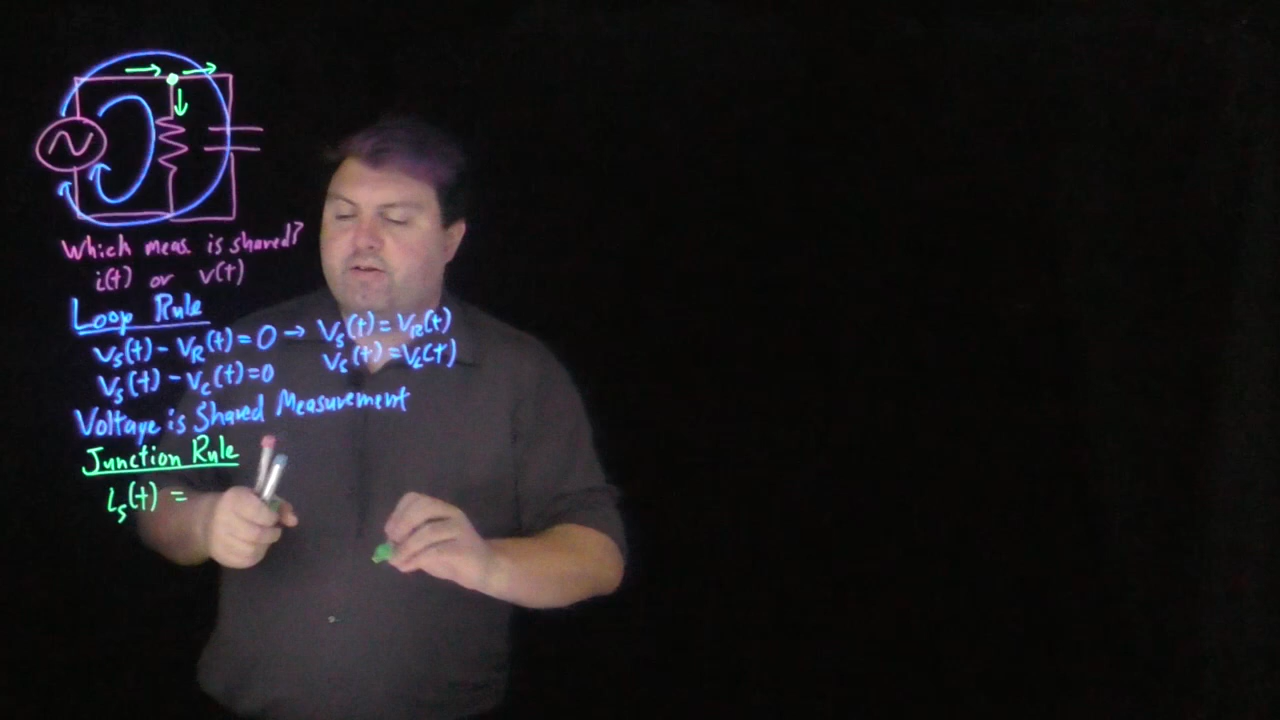 Which meas. is shared?
i(t) or v(t)
Loop Rule
Vs(t) - VR(t) = 0 → Vs(t) = VR(t)
Vs(t) - Vc(t) = 0 Vs(t) = Vc(t)
Voltage is Shared Measurement
Junction Rule
is(t) =